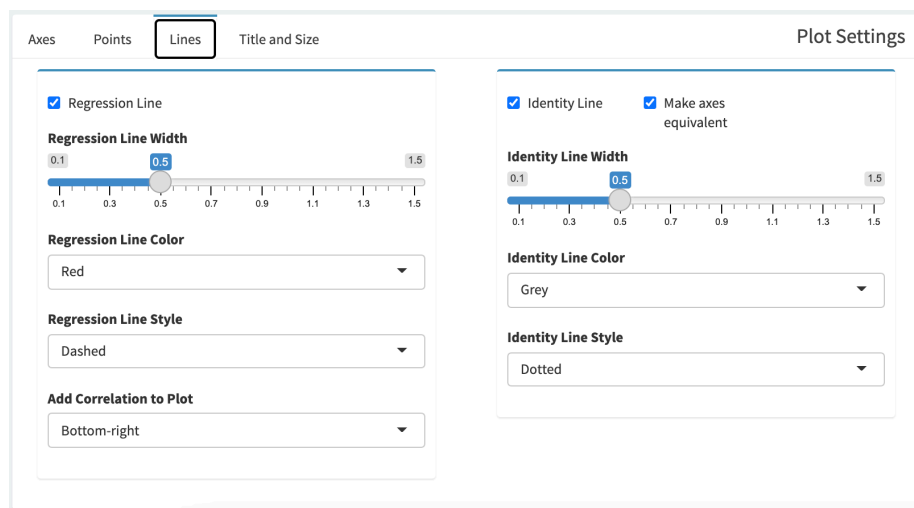 Axes Points Lines Title and Size Plot Settings
Regression Line
Regression Line Width
0.1 0.5 1.5
0.1 0.3 0.5 0.7 0.9 1.1 1.3 1.5
Regression Line Color
Red
Regression Line Style
Dashed
Add Correlation to Plot
Bottom-right
Identity Line
Make axes
equivalent
Identity Line Width
0.1 0.5 1.5
0.1 0.3 0.5 0.7 0.9 1.1 1.3 1.5
Identity Line Color
Grey
Identity Line Style
Dotted